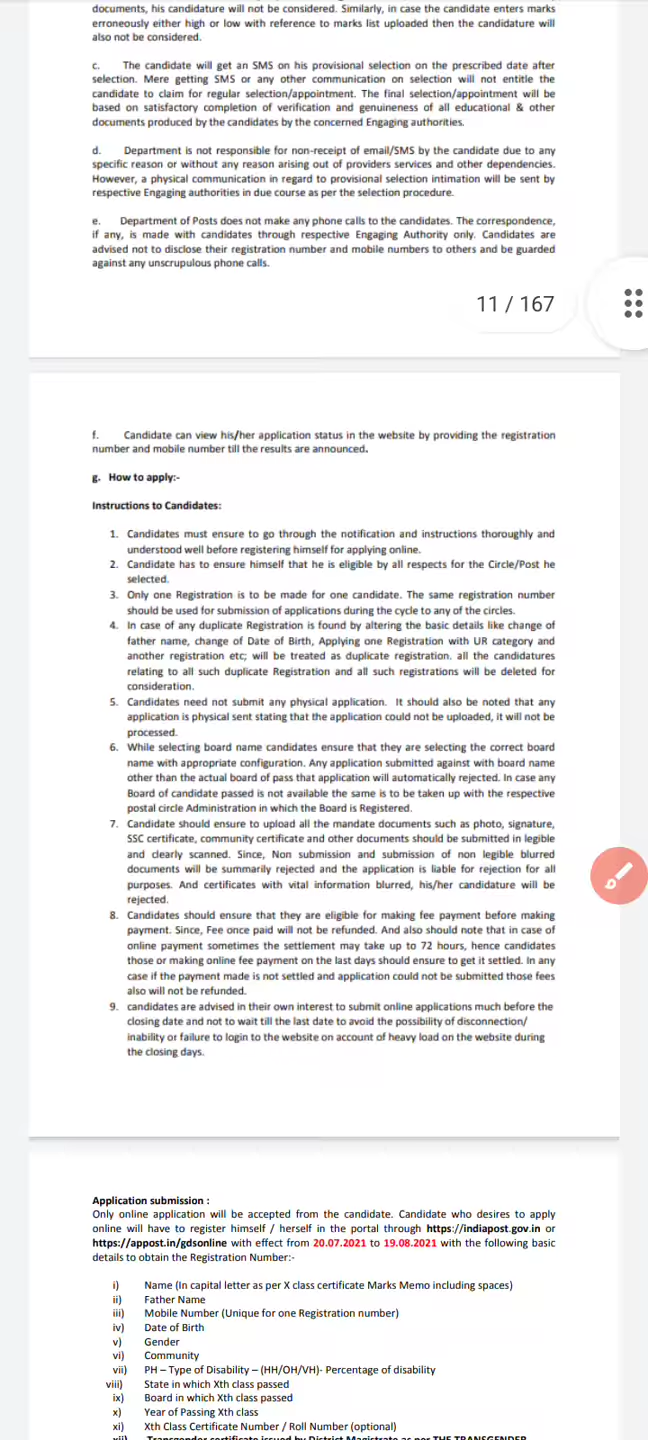 documents, his candidature will not be considered. Similarly, in case the candidate enters marks
erroneously either high or low with reference to marks list uploaded then the candidature will
also not be considered.
c. The candidate will get an SMS on his provisional selection on the prescribed date after
selection. Mere getting SMS or any other communication on selection will not entitle the
candidate to claim for regular selection/appointment. The final selection/appointment will be
based on satisfactory completion of verification and genuineness of all educational & other
documents produced by the candidates by the concerned Engaging authorities.
d. Department is not responsible for non-receipt of email/SMS by the candidate due to any
specific reason or without any reason arising out of providers services and other dependencies.
However, a physical communication in regard to provisional selection intimation will be sent by
respective Engaging authorities in due course as per the selection procedure.
e. Department of Posts does not make any phone calls to the candidates. The correspondence,
if any, is made with candidates through respective Engaging Authority only. Candidates are
advised not to disclose their registration number and mobile numbers to others and be guarded
against any unscrupulous phone calls.
11 / 167
f. Candidate can view his/her application status in the website by providing the registration
number and mobile number till the results are announced.
g. How to apply:-
Instructions to Candidates:
1. Candidates must ensure to go through the notification and instructions thoroughly and
understood well before registering himself for applying online.
2. Candidate has to ensure himself that he is eligible by all respects for the Circle/Post he
selected.
3. Only one Registration is to be made for one candidate. The same registration number
should be used for submission of applications during the cycle to any of the circles.
4. In case of any duplicate Registration is found by altering the basic details like change of
father name, change of Date of Birth, Applying one Registration with UR category and
another registration etc; will be treated as duplicate registration. all the candidatures
relating to all such duplicate Registration and all such registrations will be deleted for
consideration.
5. Candidates need not submit any physical application. It should also be noted that any
application is physical sent stating that the application could not be uploaded, it will not be
processed.
6. While selecting board name candidates ensure that they are selecting the correct board
name with appropriate configuration. Any application submitted against with board name
other than the actual board of pass that application will automatically rejected. In case any
Board of candidate passed is not available the same is to be taken up with the respective
postal circle Administration in which the Board is Registered.
7. Candidate should ensure to upload all the mandate documents such as photo, signature,
SSC certificate, community certificate and other documents should be submitted in legible
and clearly scanned. Since, Non submission and submission of non legible blurred
documents will be summarily rejected and the application is liable for rejection for all
purposes. And certificates with vital information blurred, his/her candidature will be
rejected.
8. Candidates should ensure that they are eligible for making fee payment before making
payment. Since, Fee once paid will not be refunded. And also should note that in case of
online payment sometimes the settlement may take up to 72 hours, hence candidates
those or making online fee payment on the last days should ensure to get it settled. In any
case if the payment made is not settled and application could not be submitted those fees
also will not be refunded.
9. candidates are advised in their own interest to submit online applications much before the
closing date and not to wait till the last date to avoid the possibility of disconnection/
inability or failure to login to the website on account of heavy load on the website during
the closing days.
Application submission :
Only online application will be accepted from the candidate. Candidate who desires to apply
online will have to register himself / herself in the portal through https://indiapost.gov.in or
https://appost.in/gdsonline with effect from 20.07.2021 to 19.08.2021 with the following basic
details to obtain the Registration Number:-
i) Name (In capital letter as per X class certificate Marks Memo including spaces)
ii) Father Name
iii) Mobile Number (Unique for one Registration number)
iv) Date of Birth
v) Gender
vi) Community
vii) PH – Type of Disability – (HH/OH/VH)- Percentage of disability
viii) State in which Xth class passed
ix) Board in which Xth class passed
x) Year of Passing Xth class
xi) Xth Class Certificate Number / Roll Number (optional)
xii) Transgender certificate issued by District Magistrate as per THE TRANSGENDER